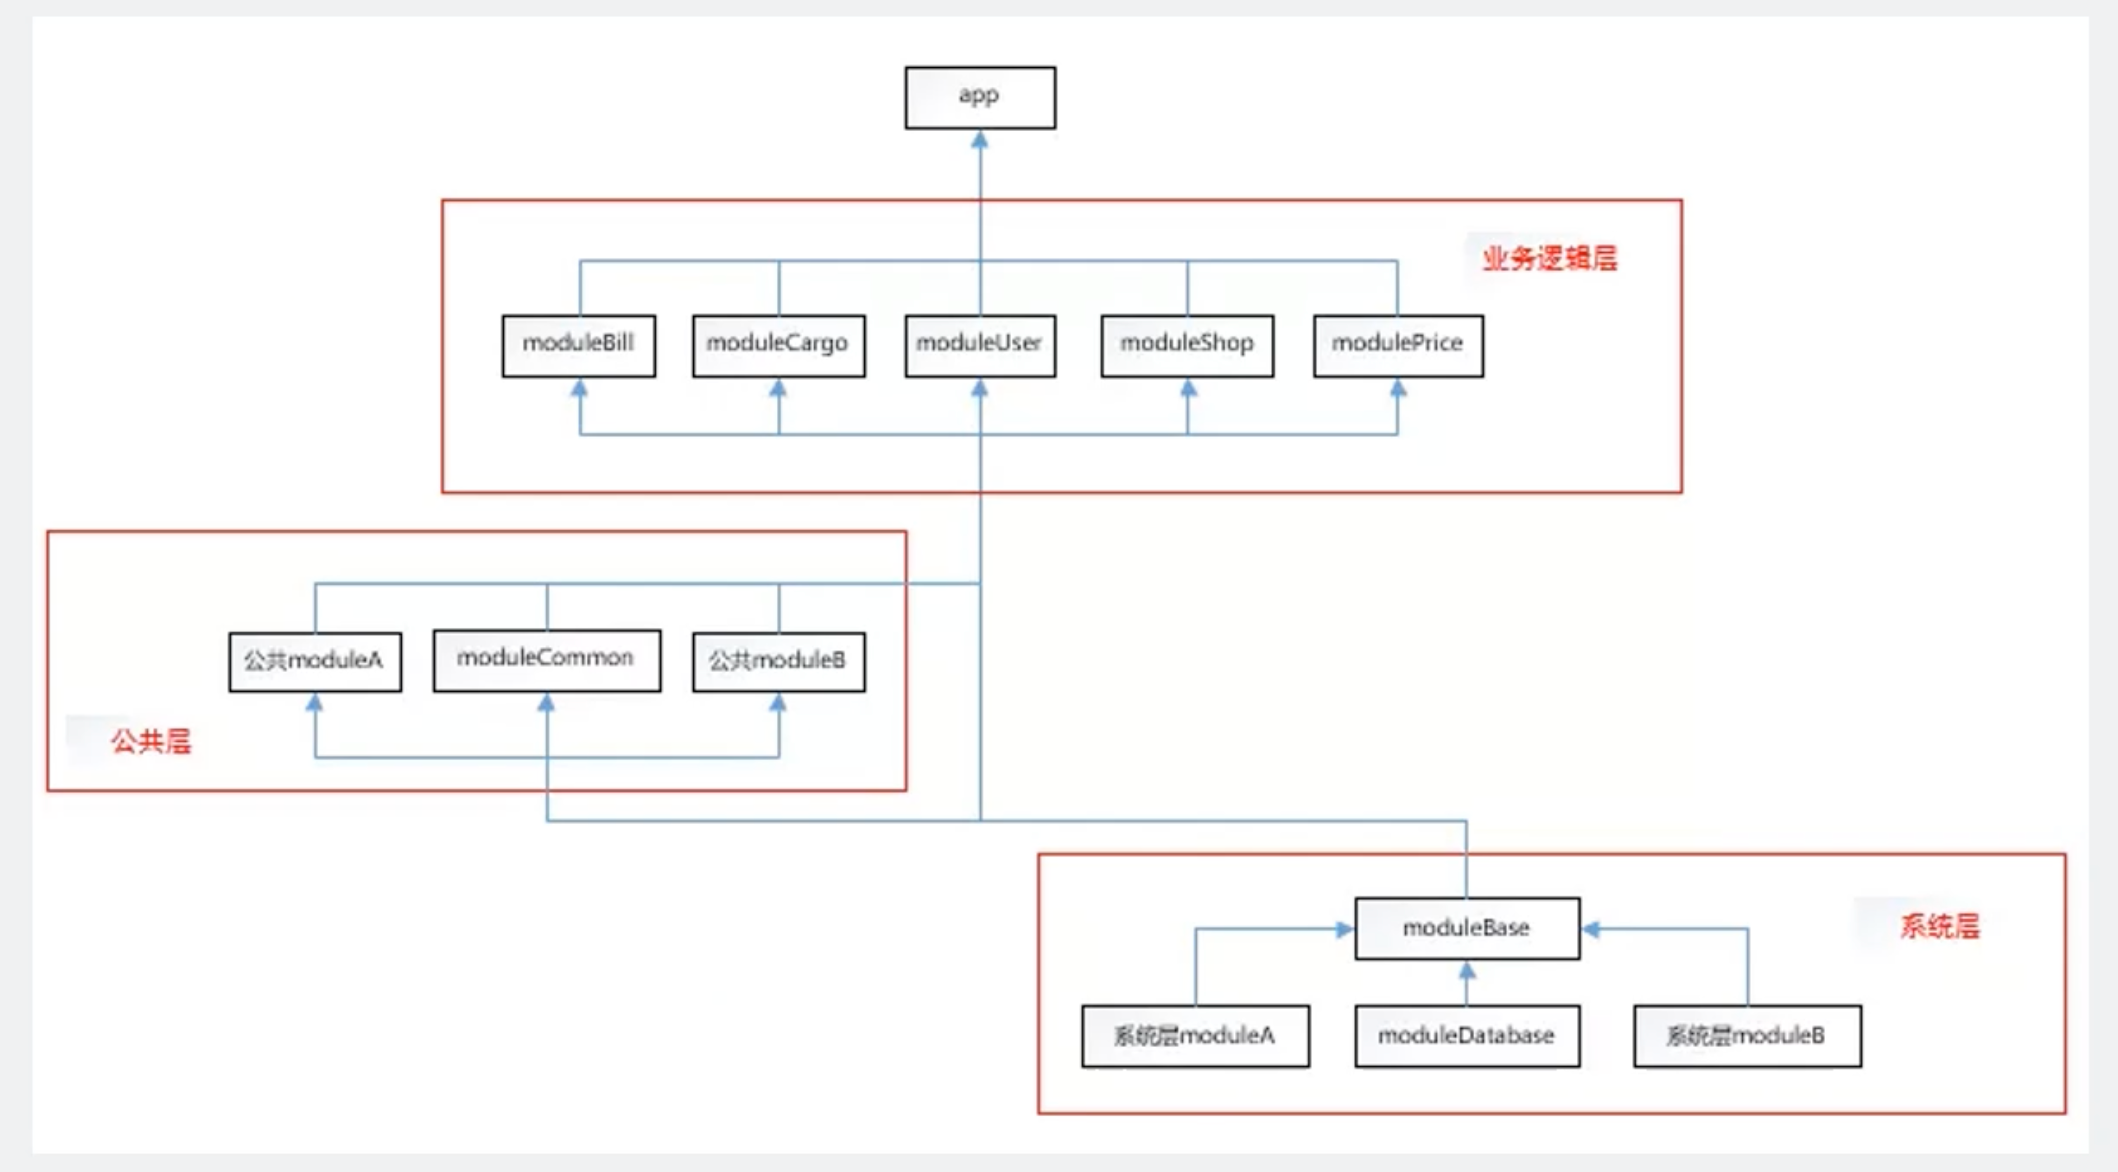 app
业务逻辑层
moduleBill
moduleCargo
moduleUser
moduleShop
modulePrice
公共moduleA
moduleCommon
公共moduleB
公共层
moduleBase
系统层
系统层moduleA
moduleDatabase
系统层moduleB